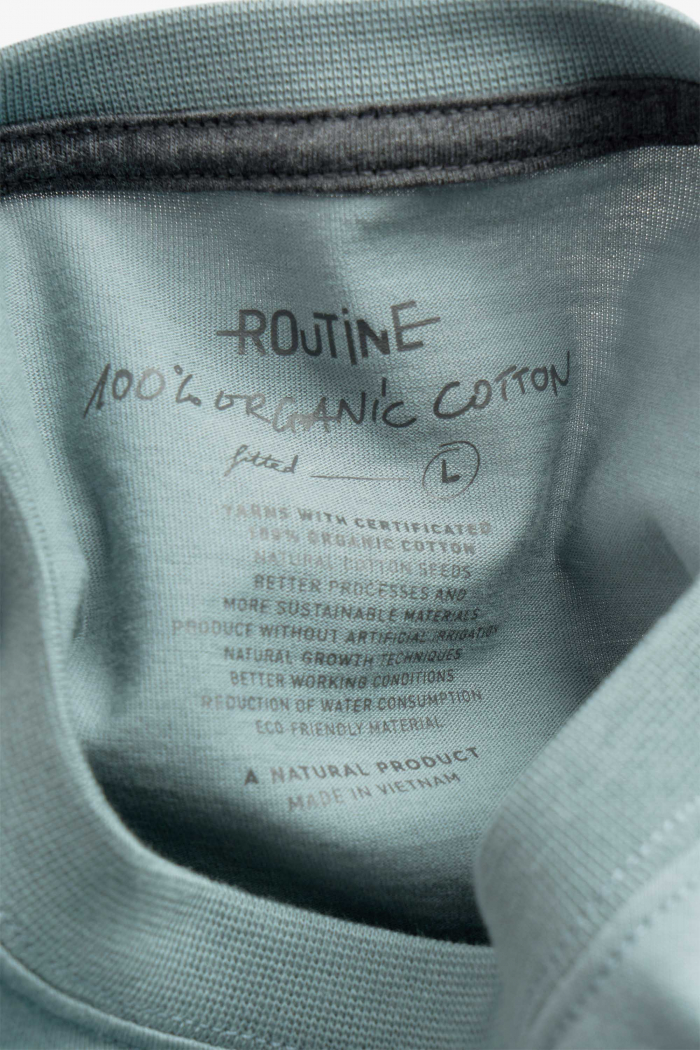 ROUTINE
100% ORGANIC COTTON
fitted L
YARNS WITH CERTIFICATED
100% ORGANIC COTTON
NATURAL COTTON SEEDS
BETTER PROCESSES AND
MORE SUSTAINABLE MATERIALS
PRODUCE WITHOUT ARTIFICIAL IRRIGATION
NATURAL GROWTH TECHNIQUES
BETTER WORKING CONDITIONS
REDUCTION OF WATER CONSUMPTION
ECO-FRIENDLY MATERIAL
A NATURAL PRODUCT
MADE IN VIETNAM